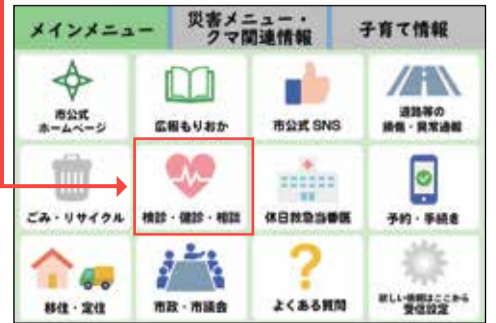 メインメニュー
災害メニュー・
クマ関連情報
子育て情報
市公式
ホームページ
広報もりおか
市公式 SNS
道路等の
損傷・異常通報
ごみ・リサイクル
検診・健診・相談
休日救急当番医
予約・手続き
移住・定住
市政・市議会
よくある質問
欲しい情報はここから
受信設定